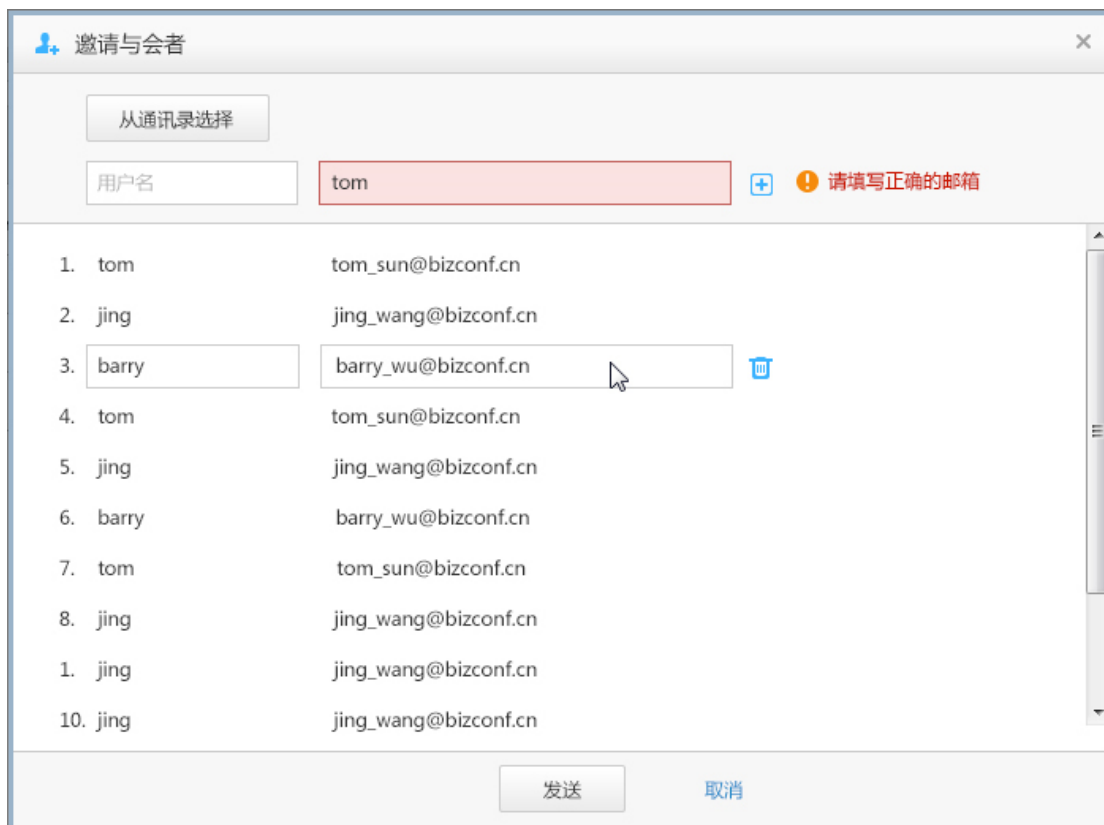 邀请与会者
从通讯录选择
用户名 tom 请填写正确的邮箱
1. tom tom_sun@bizconf.cn
2. jing jing_wang@bizconf.cn
3. barry barry_wu@bizconf.cn
4. tom tom_sun@bizconf.cn
5. jing jing_wang@bizconf.cn
6. barry barry_wu@bizconf.cn
7. tom tom_sun@bizconf.cn
8. jing jing_wang@bizconf.cn
1. jing jing_wang@bizconf.cn
10. jing jing_wang@bizconf.cn
发送 取消